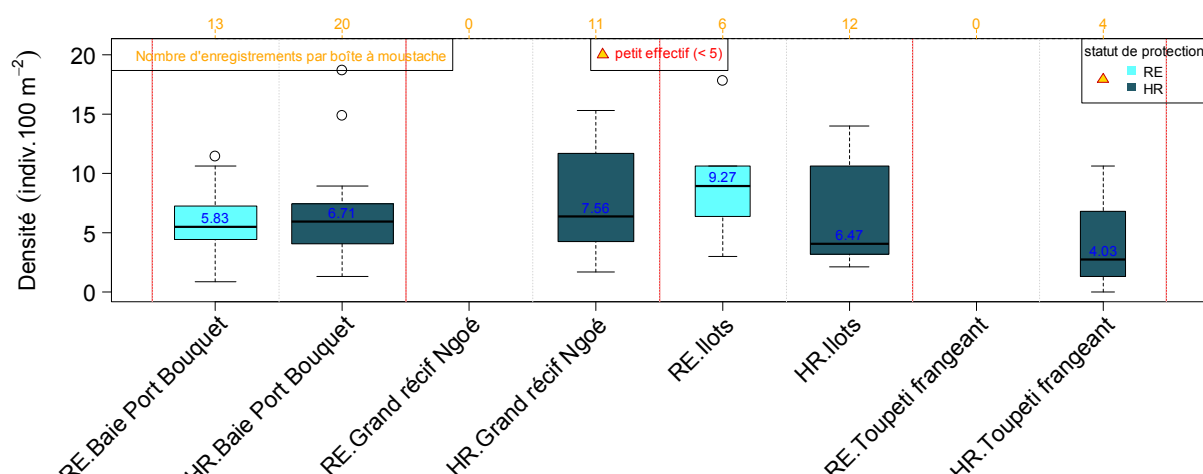 13 20 0 11 6 12 0 4
Nombre d'enregistrements par boîte à moustache
petit effectif (< 5)
statut de protection
RE
HR
Densité (indiv.100 m⁻²)
20
15
10
5
0
5.83
6.71
7.56
9.27
6.47
4.03
RE.Baie Port Bouquet
HR.Baie Port Bouquet
RE.Grand récif Ngoé
HR.Grand récif Ngoé
RE.Ilots
HR.Ilots
RE.Toupeti frangeant
HR.Toupeti frangeant